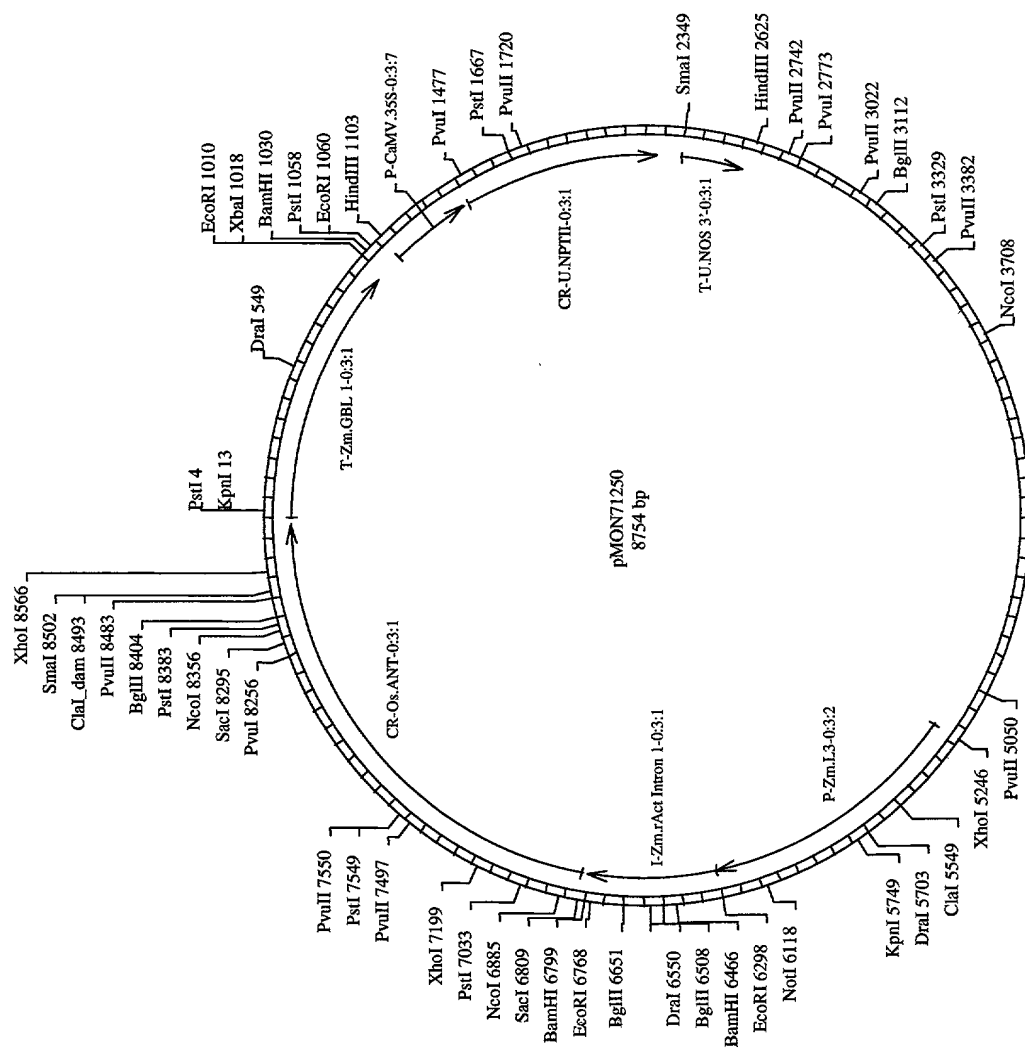 PstI 4
KpnI 13
DraI 549
EcoRI 1010
XbaI 1018
BamHI 1030
PstI 1058
EcoRI 1060
HindIII 1103
P-CaMV.35S-0:3:7
PvuI 1477
PstI 1667
PvuII 1720
SmaI 2349
HindIII 2625
PvuII 2742
PvuI 2773
PvuII 3022
BglII 3112
PstI 3329
PvuII 3382
NcoI 3708
PvuII 5050
XhoI 5246
ClaI 5549
DraI 5703
KpnI 5749
NotI 6118
EcoRI 6298
BamHI 6466
BglII 6508
DraI 6550
BglII 6651
EcoRI 6768
BamHI 6799
SacI 6809
NcoI 6885
PstI 7033
XhoI 7199
PvuII 7497
PstI 7549
PvuII 7550
PvuI 8256
SacI 8295
NcoI 8356
PstI 8383
BglII 8404
PvuII 8483
ClaI_dam 8493
SmaI 8502
XhoI 8566
T-Zm.GBL 1-0:3:1
CR-U.NPTII-0:3:1
T-U.NOS 3'-0:3:1
P-Zm.L3-0:3:2
I-Zm.rAct Intron 1-0:3:1
CR-Os.ANT-0:3:1
pMON71250
8754 bp